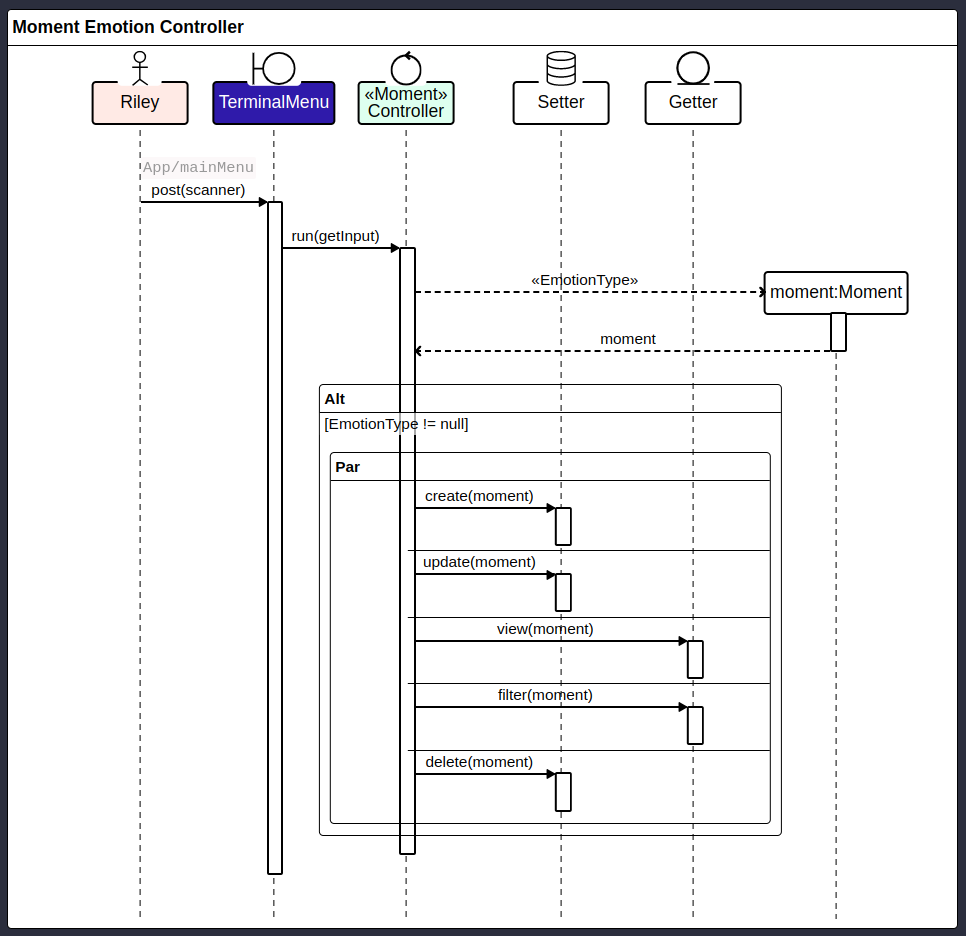 Moment Emotion Controller
Riley
TerminalMenu
«Moment»
Controller
Setter
Getter
App/mainMenu
post(scanner)
run(getInput)
«EmotionType»
moment:Moment
moment
Alt
[EmotionType != null]
Par
create(moment)
update(moment)
view(moment)
filter(moment)
delete(moment)